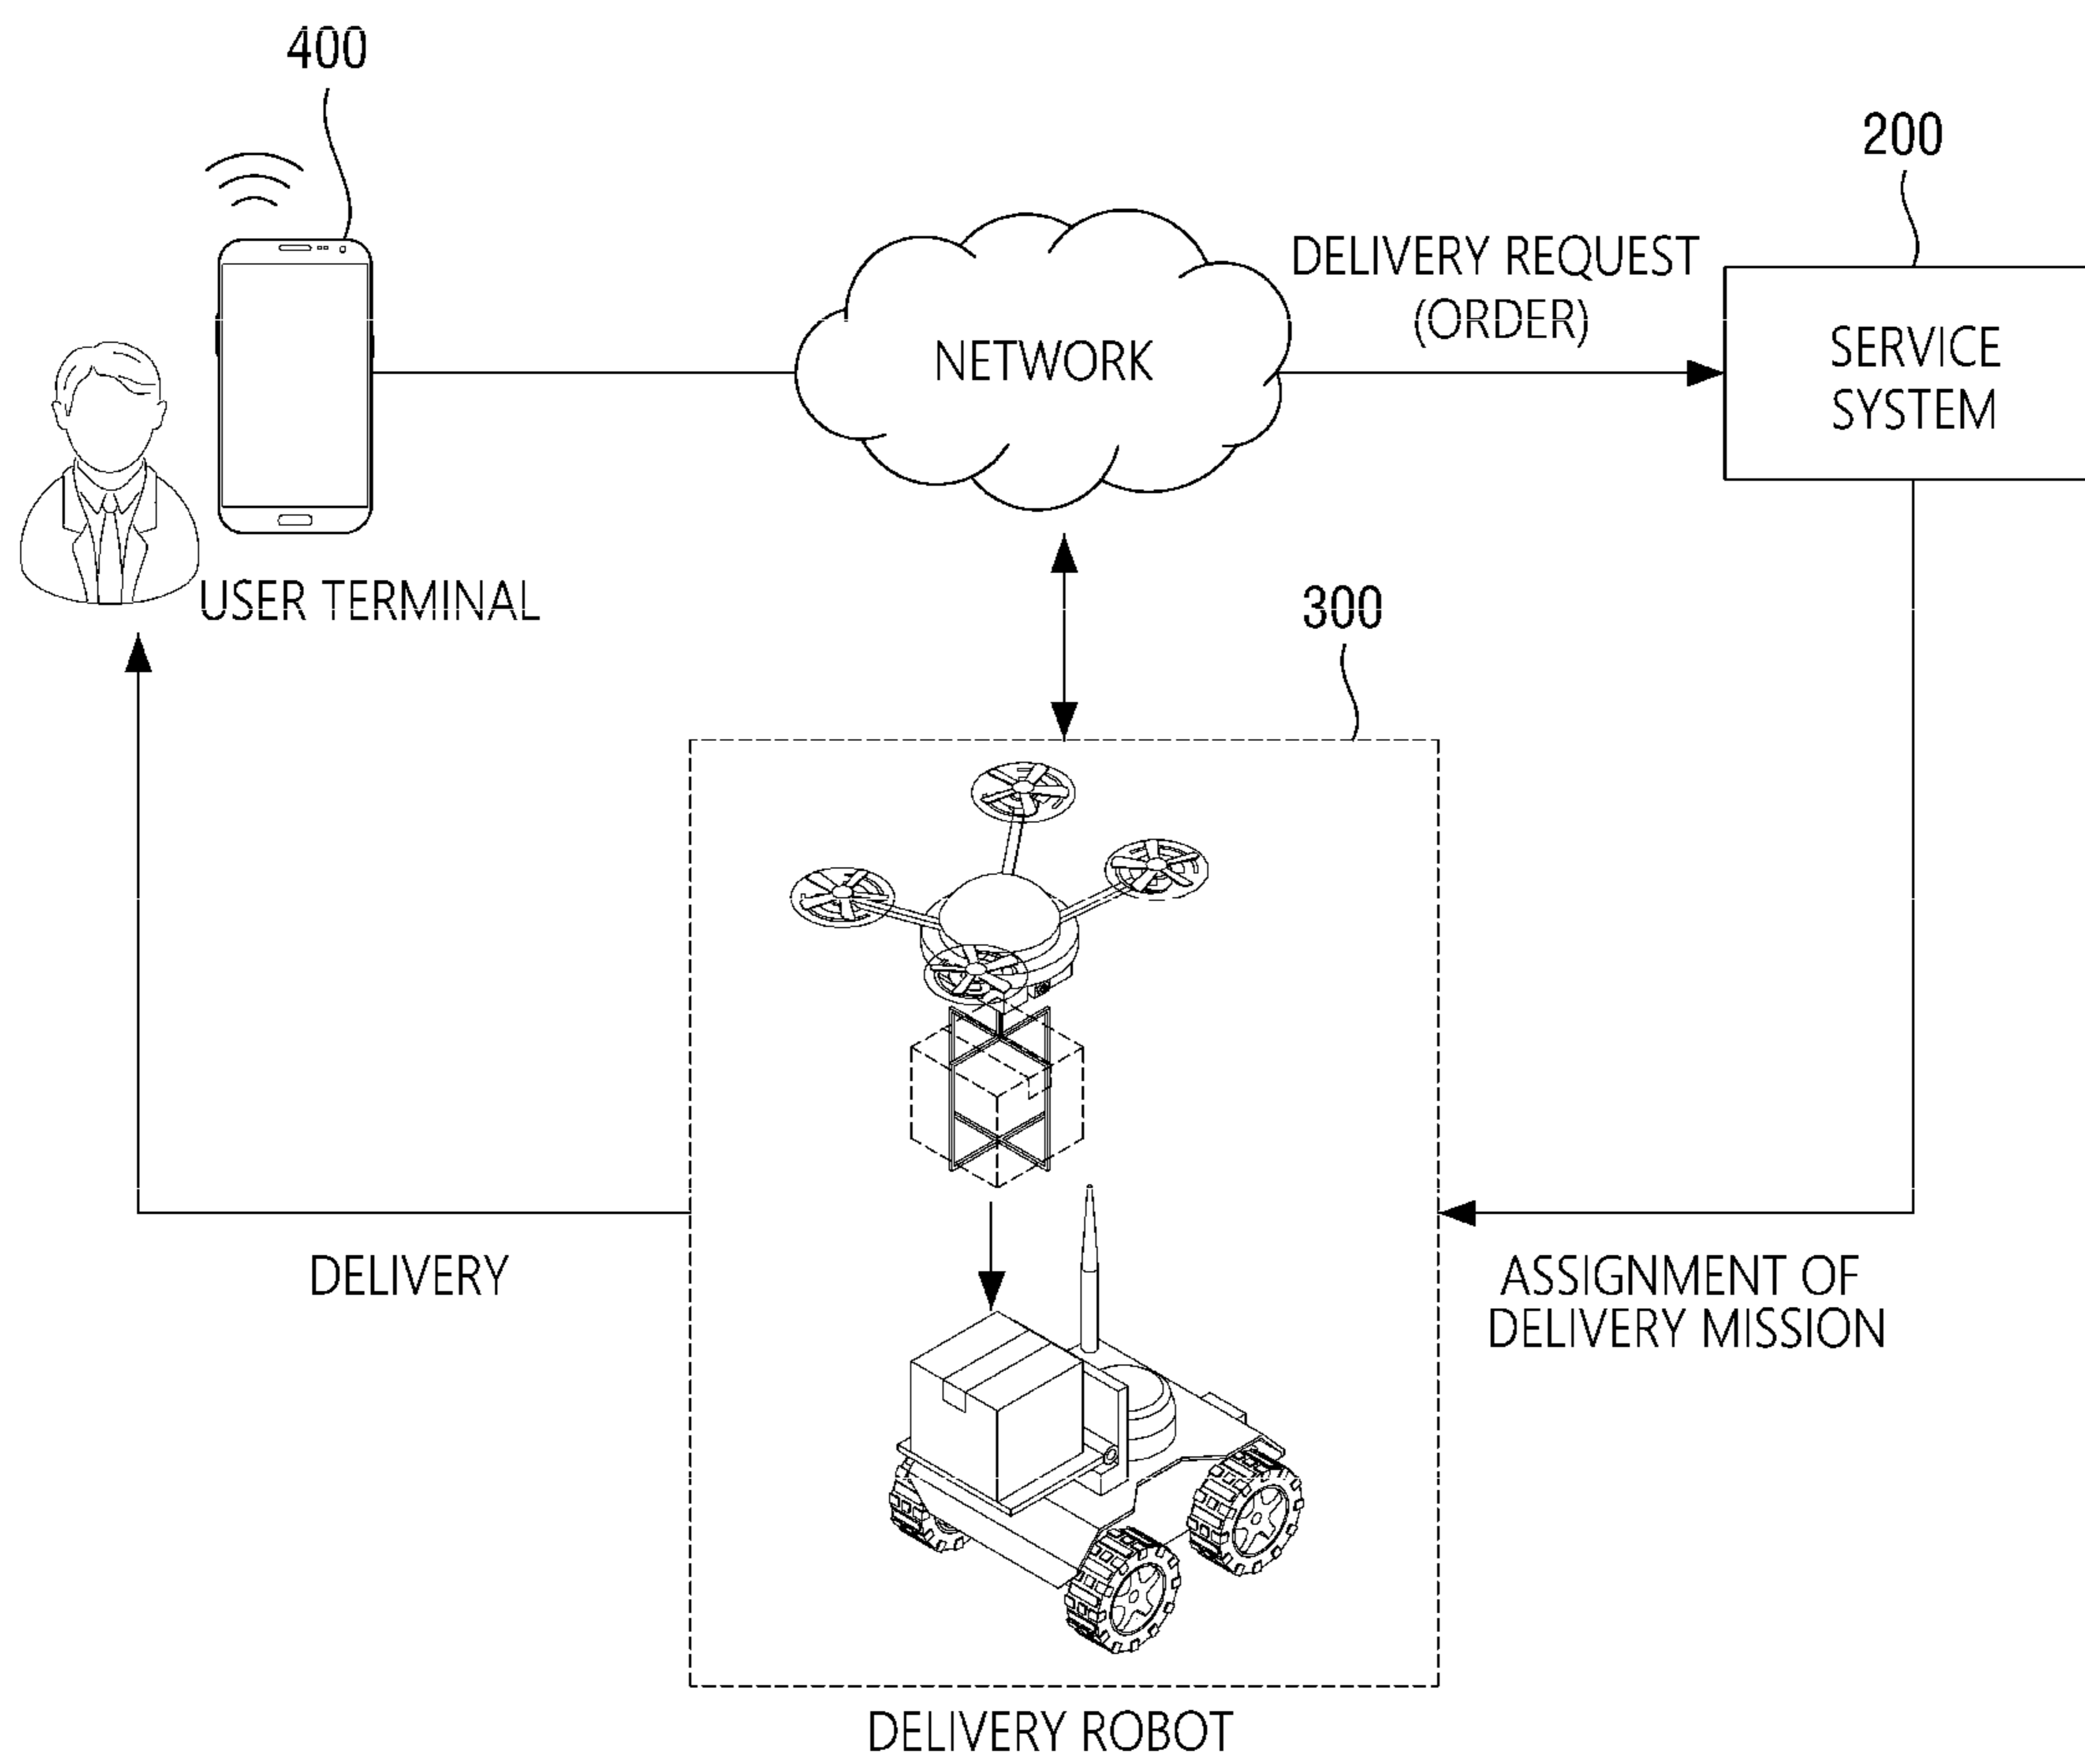 400
200
DELIVERY REQUEST
(ORDER)
NETWORK
SERVICE
SYSTEM
USER TERMINAL
300
DELIVERY
ASSIGNMENT OF
DELIVERY MISSION
DELIVERY ROBOT